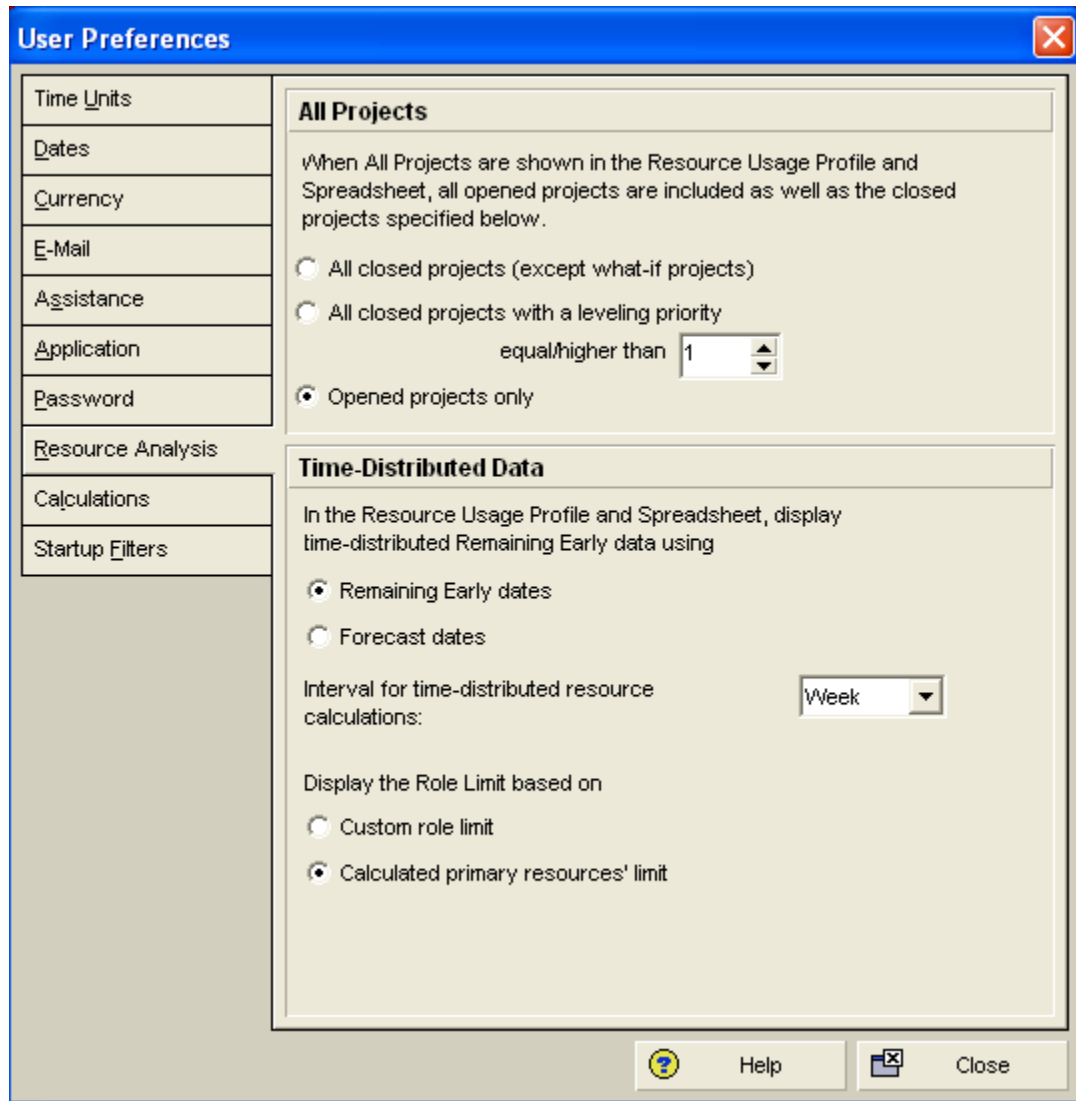 User Preferences
Time Units
Dates
Currency
E-Mail
Assistance
Application
Password
Resource Analysis
Calculations
Startup Filters
All Projects
When All Projects are shown in the Resource Usage Profile and
Spreadsheet, all opened projects are included as well as the closed
projects specified below.
All closed projects (except what-if projects)
All closed projects with a leveling priority
equal/higher than 1
Opened projects only
Time-Distributed Data
In the Resource Usage Profile and Spreadsheet, display
time-distributed Remaining Early data using
Remaining Early dates
Forecast dates
Interval for time-distributed resource
calculations:
Week
Display the Role Limit based on
Custom role limit
Calculated primary resources' limit
Help
Close